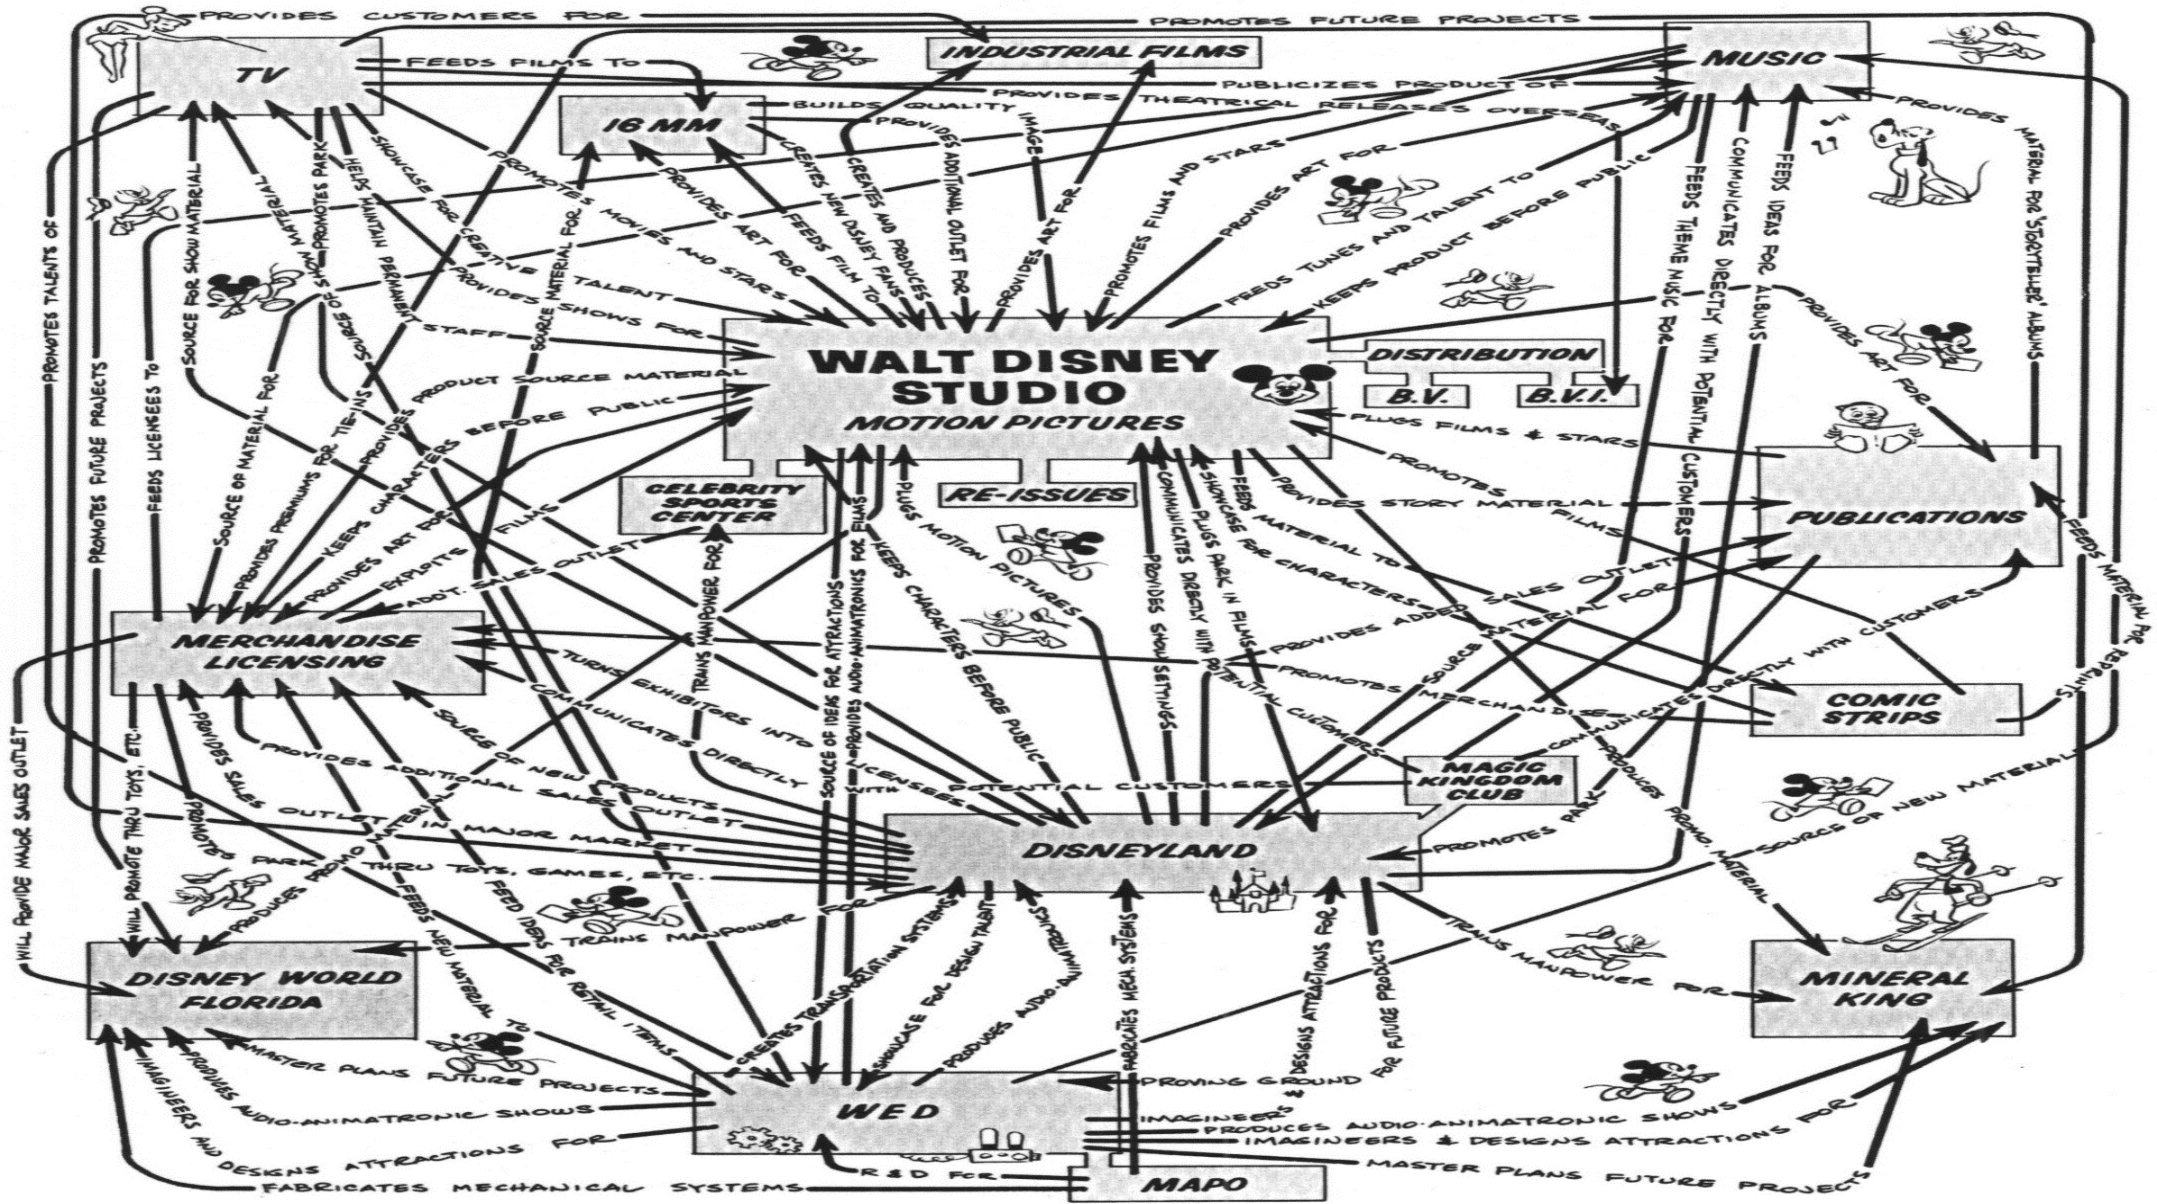 PROVIDES CUSTOMERS FOR
PROMOTES FUTURE PROJECTS
TV
FEEDS FILMS TO
INDUSTRIAL FILMS
MUSIC
PUBLICIZES PRODUCT OF
PROVIDES THEATRICAL RELEASES OVERSEAS
16 MM
BUILDS QUALITY IMAGE
PROVIDES ADDITIONAL OUTLET FOR
CREATES NEW DISNEY FANS
CREATES AND PRODUCES
PROVIDES MATERIAL FOR 'STORYTELLER' ALBUMS
SHOWCASE FOR CREATIVE TALENT
PROMOTES PARK
HELPS MAINTAIN PERMANENT STAFF
PROMOTES MOVIES AND STARS
PROVIDES ART FOR
FEEDS FILM TO
PROVIDES ART FOR
PROMOTES FILMS AND STARS
PROVIDES ART FOR
FEEDS TUNES AND TALENT TO
KEEPS PRODUCT BEFORE PUBLIC
FEEDS THEME MUSIC FOR
COMMUNICATES DIRECTLY WITH POTENTIAL CUSTOMERS
FEEDS IDEAS FOR ALBUMS
SOURCE FOR SHOW MATERIAL
SOURCE OF SHOW MATERIAL
PROVIDES SHOWS FOR
SOURCE MATERIAL FOR
PROMOTES TALENTS OF
PROMOTES FUTURE PROJECTS
FEEDS LICENSEES TO
WALT DISNEY
STUDIO
MOTION PICTURES
DISTRIBUTION
B.V.
B.V.I.
PROVIDES ART FOR
PROVIDES PRODUCT SOURCE MATERIAL
KEEPS CHARACTERS BEFORE PUBLIC
SOURCE OF MATERIAL FOR
PROVIDES PREMIUMS FOR TIE-INS
PROVIDES ART FOR
EXPLOITS FILMS
ADD'T. SALES OUTLET
CELEBRITY
SPORTS
CENTER
RE-ISSUES
PLUGS FILMS & STARS
PROMOTES FILMS
PROVIDES STORY MATERIAL
PUBLICATIONS
FEEDS MATERIAL TO
SHOWCASE FOR CHARACTERS
PLUGS PARK IN FILMS
COMMUNICATES DIRECTLY WITH POTENTIAL CUSTOMERS
PROVIDES SHOW SETTINGS
PLUGS MOTION PICTURES
KEEPS CHARACTERS BEFORE PUBLIC
PROVIDES AUDIO-ANIMATRONICS FOR FILMS
SOURCE OF IDEAS FOR ATTRACTIONS
TRAINS MANPOWER FOR
PROVIDES ADDED SALES OUTLET
SOURCE MATERIAL FOR
COMMUNICATES DIRECTLY WITH CUSTOMERS
FEEDS MATERIAL FOR REPRINTS
MERCHANDISE
LICENSING
TURNS EXHIBITORS INTO LICENSEES
COMMUNICATES DIRECTLY WITH POTENTIAL CUSTOMERS
PROMOTES MERCHANDISE
COMIC
STRIPS
MAGIC
KINGDOM
CLUB
SOURCE OF NEW PRODUCTS
PROVIDES ADDITIONAL SALES OUTLET
PROVIDES SALES OUTLET IN MAJOR MARKET
PROMOTES PARK THRU TOYS, GAMES, ETC.
WILL PROMOTE THRU TOYS, ETC.
WILL PROVIDE MAJOR SALES OUTLET
PRODUCES PROMO MATERIAL
FEEDS NEW MATERIAL TO
FEED IDEAS FOR RETAIL ITEMS
DISNEYLAND
PROMOTES PARK
PRODUCES PROMO. MATERIAL
SOURCE OF NEW MATERIAL
TRAINS MANPOWER FOR
TRAINS MANPOWER FOR
DISNEY WORLD
FLORIDA
MINERAL
KING
CREATES TRANSPORTATION SYSTEMS
SHOWCASE FOR DESIGN TALENT
PRODUCES AUDIO-ANIMATRONICS
FABRICATES MECH. SYSTEMS
IMAGINEERS & DESIGNS ATTRACTIONS FOR
PROVING GROUND FOR FUTURE PRODUCTS
MASTER PLANS FUTURE PROJECTS
PRODUCES AUDIO-ANIMATRONIC SHOWS
IMAGINEERS AND DESIGNS ATTRACTIONS FOR
FABRICATES MECHANICAL SYSTEMS
WED
PRODUCES AUDIO-ANIMATRONIC SHOWS
IMAGINEERS & DESIGNS ATTRACTIONS FOR
MASTER PLANS FUTURE PROJECTS
R & D FOR
MAPO